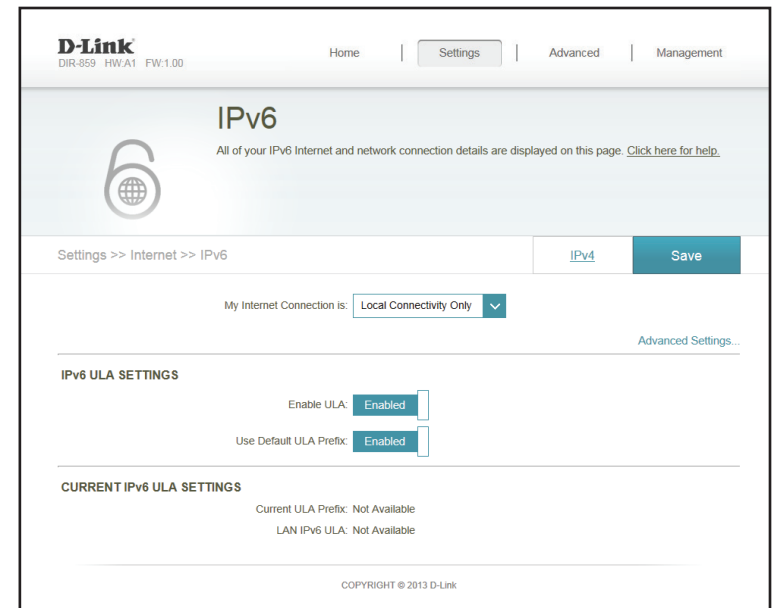 D-Link
DIR-859 HW:A1 FW:1.00
Home | Settings | Advanced | Management
IPv6
All of your IPv6 Internet and network connection details are displayed on this page. Click here for help.
Settings >> Internet >> IPv6
IPv4
Save
My Internet Connection is: Local Connectivity Only
Advanced Settings...
IPv6 ULA SETTINGS
Enable ULA: Enabled
Use Default ULA Prefix: Enabled
CURRENT IPv6 ULA SETTINGS
Current ULA Prefix: Not Available
LAN IPv6 ULA: Not Available
COPYRIGHT © 2013 D-Link